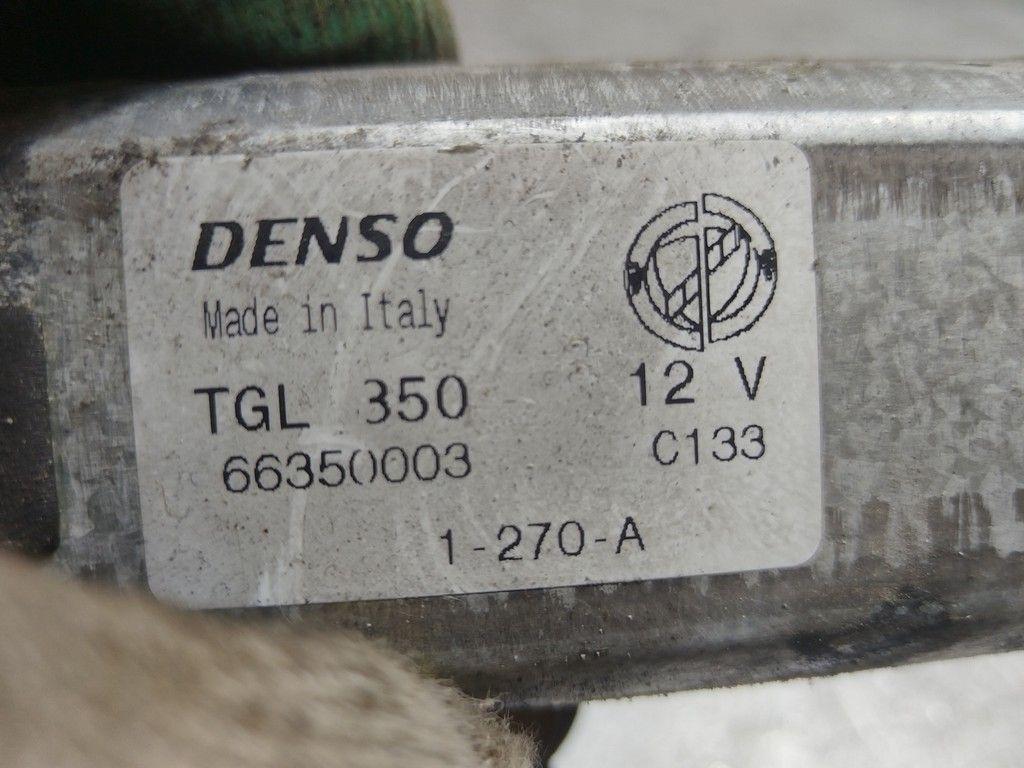 DENSO
Made in Italy
TGL 350
12 V
66350003
C133
1-270-A